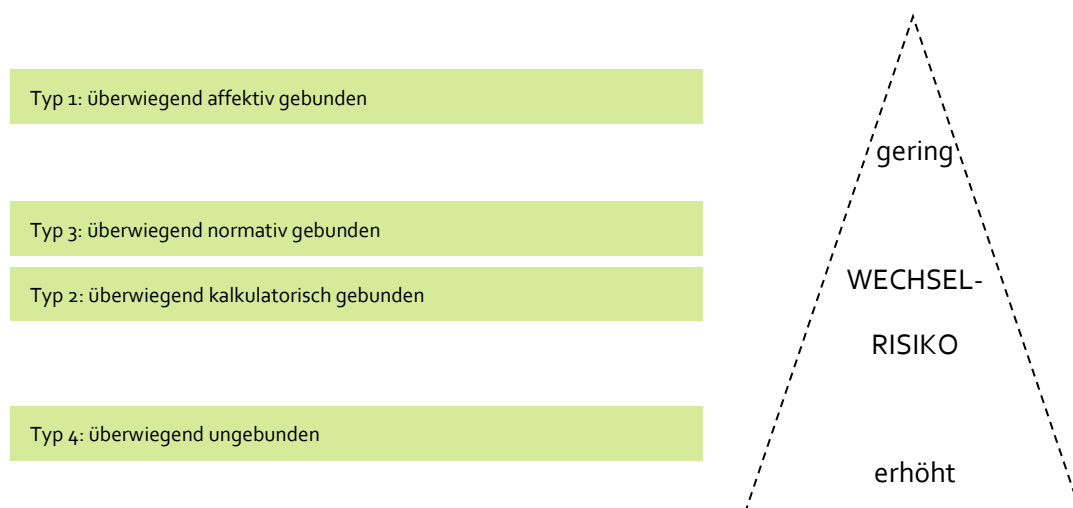 Typ 1: überwiegend affektiv gebunden
gering
Typ 3: überwiegend normativ gebunden
Typ 2: überwiegend kalkulatorisch gebunden
WECHSEL-
RISIKO
Typ 4: überwiegend ungebunden
erhöht